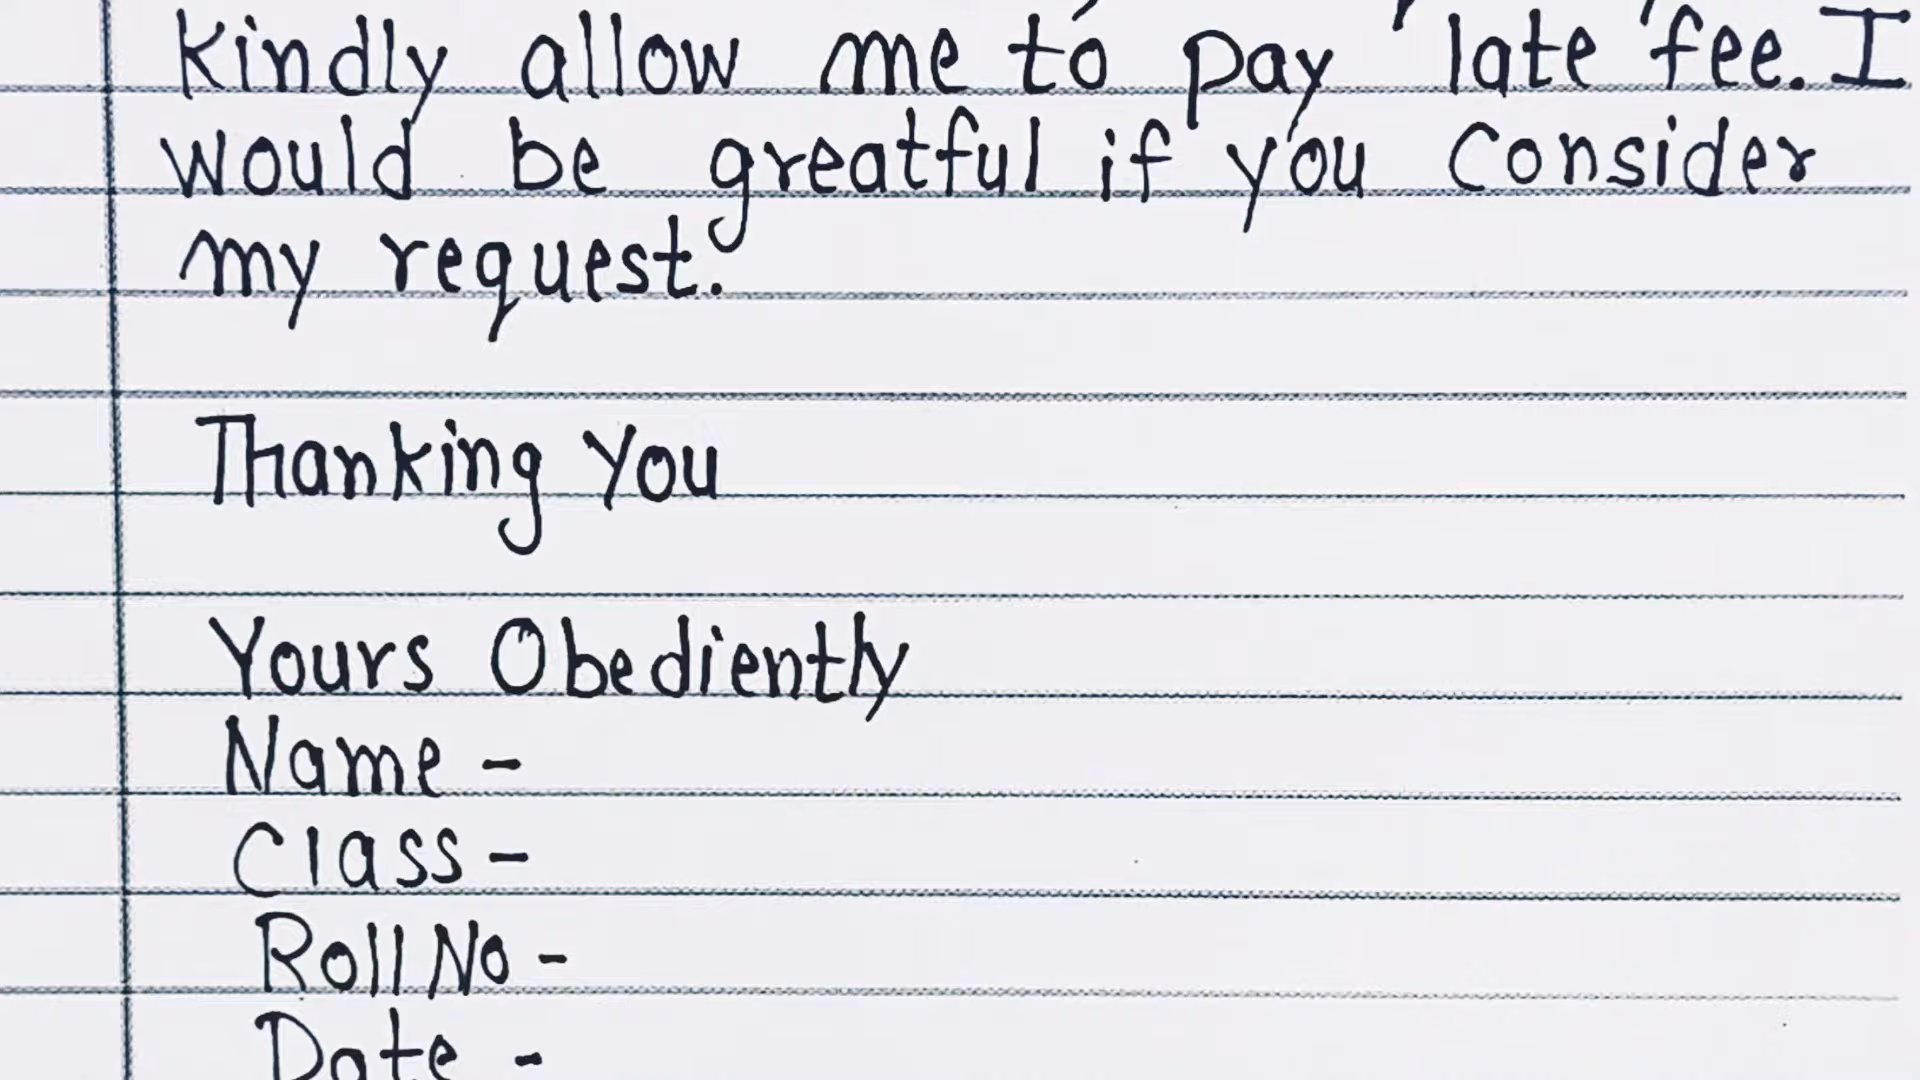 Kindly allow me to pay late fee. I
would be greatful if you Consider
my request.
Thanking You
Yours Obediently
Name -
Class -
Roll No -
Date -